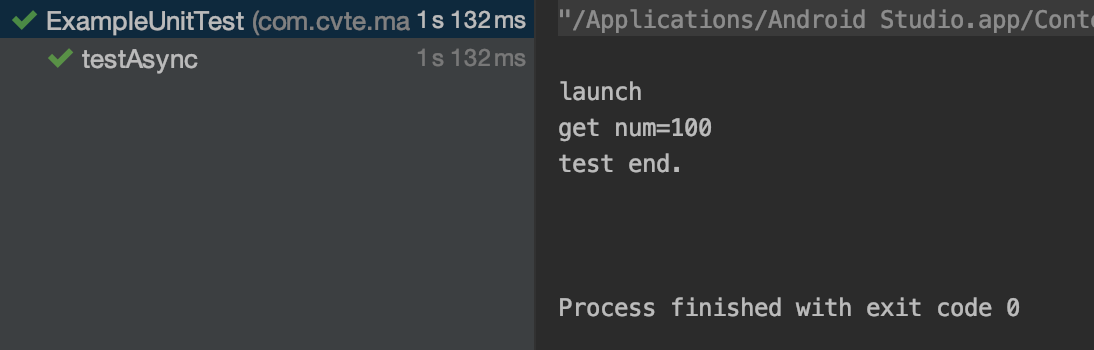 ExampleUnitTest (com.cvte.ma 1 s 132 ms
testAsync 1 s 132 ms
"/Applications/Android Studio.app/Conte
launch
get num=100
test end.
Process finished with exit code 0